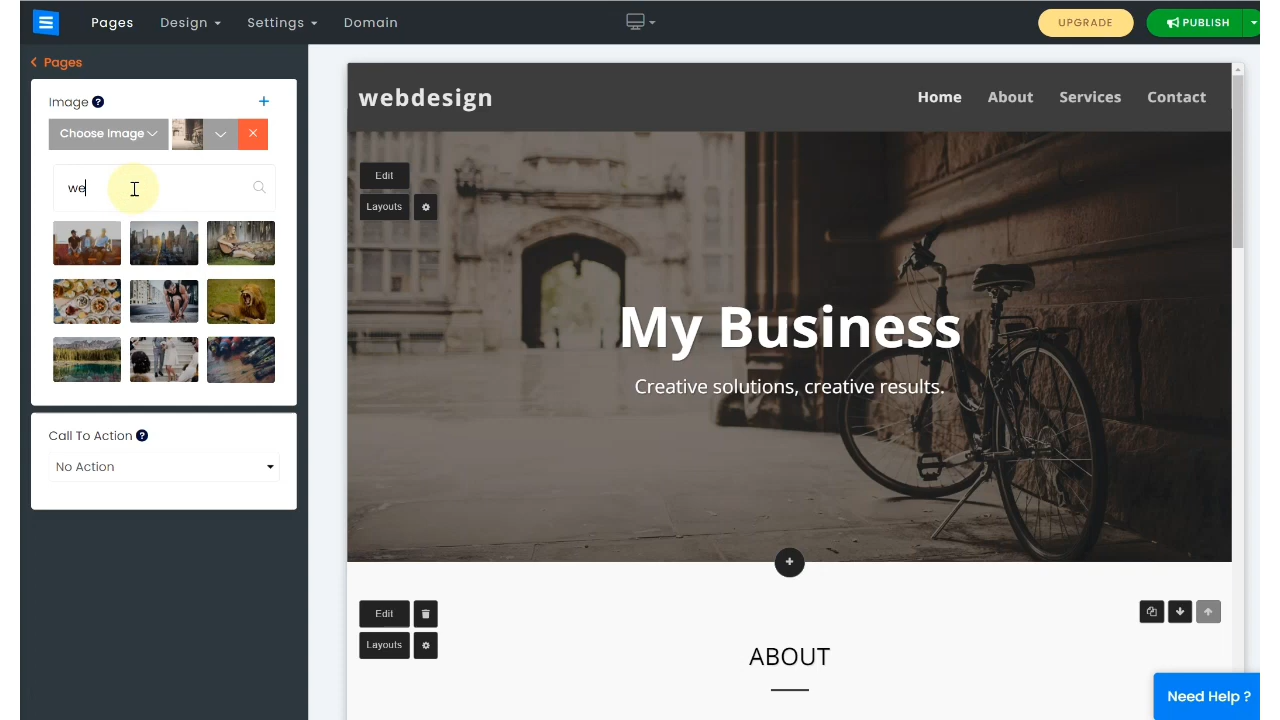 Pages Design Settings Domain UPGRADE PUBLISH
Pages
Image ?
Choose Image
we
Call To Action ?
No Action
webdesign Home About Services Contact
Edit
Layouts
My Business
Creative solutions, creative results.
+
Edit
Layouts
ABOUT
Need Help ?